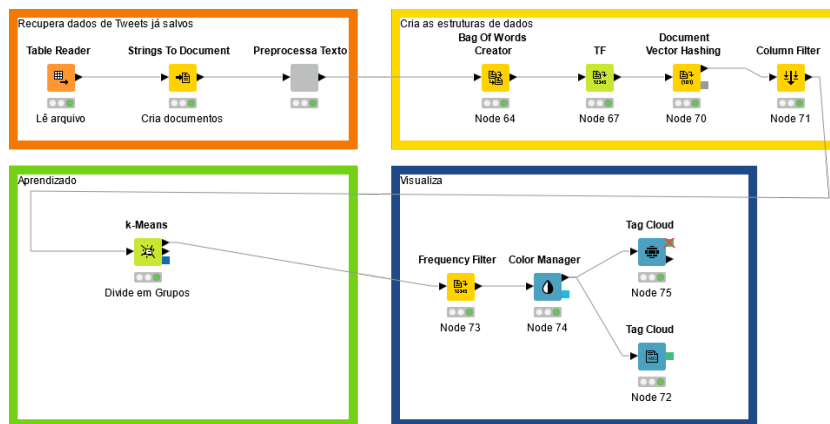 Recupera dados de Tweets já salvos
Table Reader
Strings To Document
Preprocessa Texto
Lê arquivo
Cria documentos
Cria as estruturas de dados
Bag Of Words
Creator
TF
Document
Vector Hashing
Column Filter
Node 64
Node 67
Node 70
Node 71
Aprendizado
k-Means
Divide em Grupos
Visualiza
Frequency Filter
Color Manager
Tag Cloud
Node 73
Node 74
Node 75
Tag Cloud
Node 72